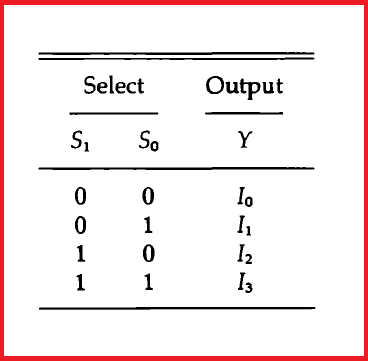 Select Output
S₁ S₀ Y
0 0 I₀
0 1 I₁
1 0 I₂
1 1 I₃